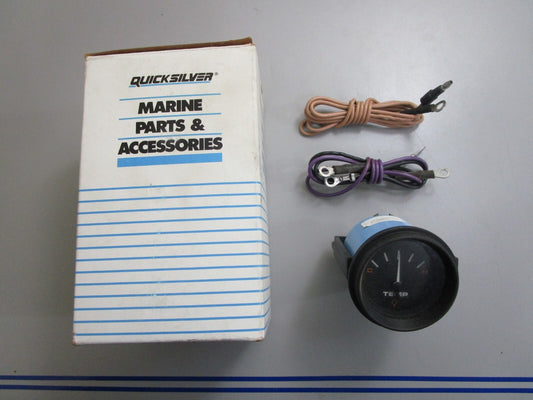 QUICKSILVER®
MARINE
PARTS &
ACCESSORIES
TEMP